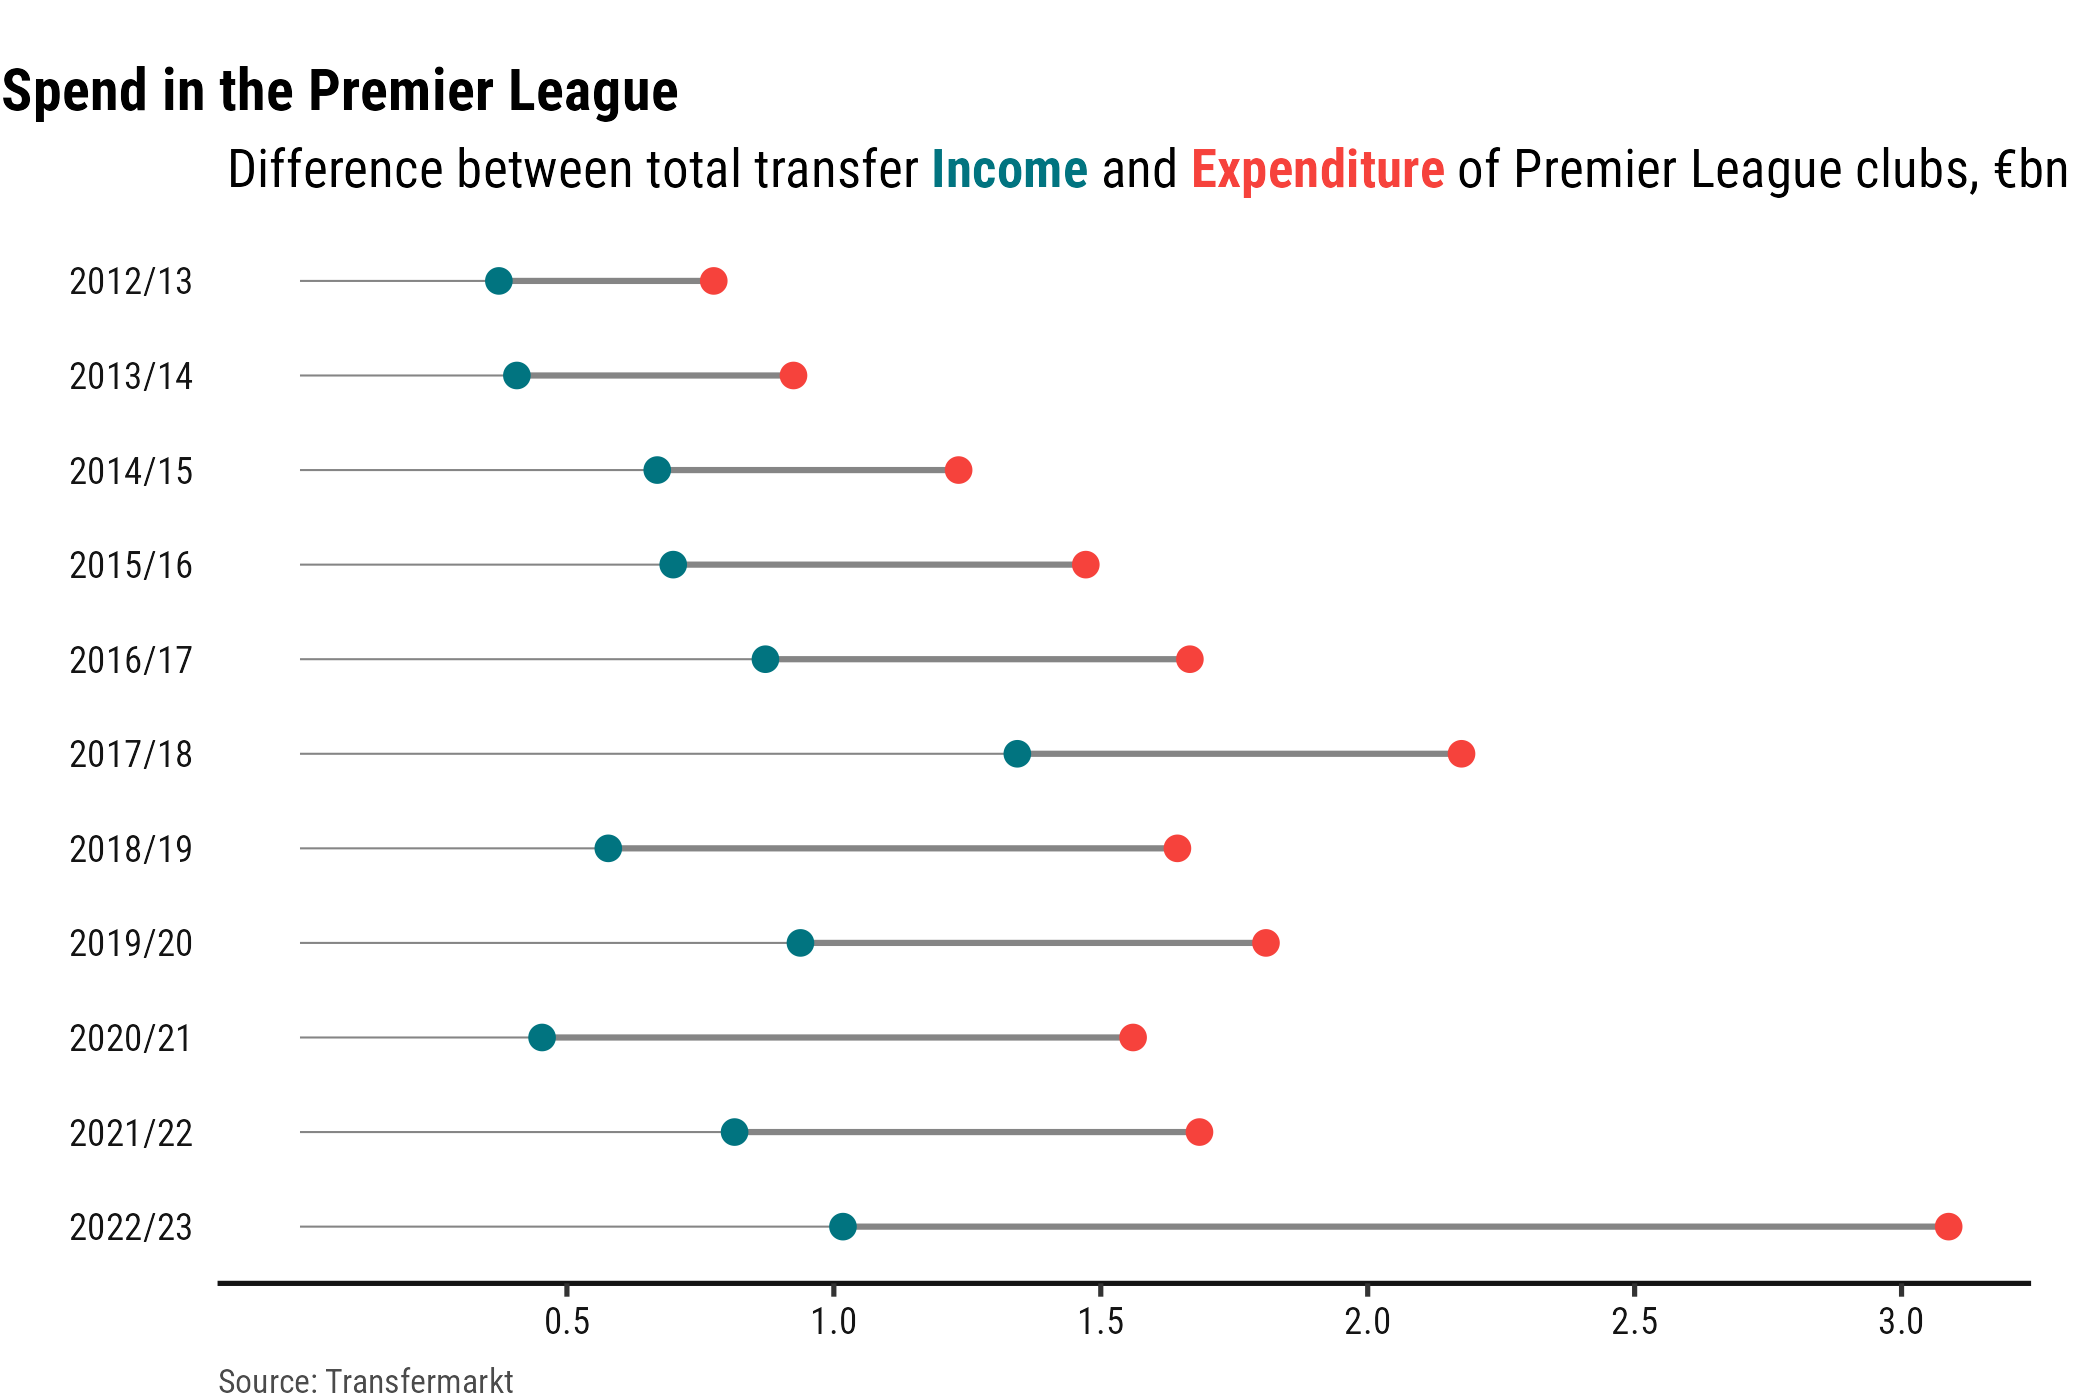 Spend in the Premier League
Difference between total transfer Income and Expenditure of Premier League clubs, €bn
2012/13
2013/14
2014/15
2015/16
2016/17
2017/18
2018/19
2019/20
2020/21
2021/22
2022/23
0.5 1.0 1.5 2.0 2.5 3.0
Source: Transfermarkt